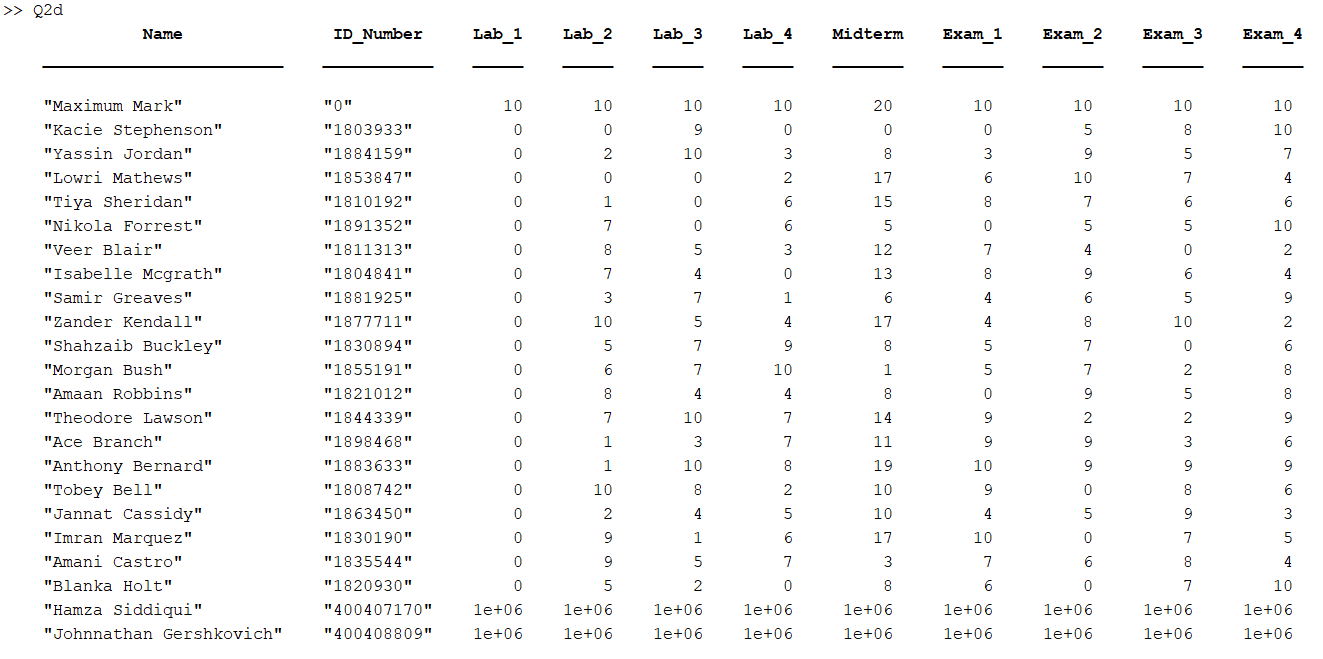 >> Q2d
Name ID_Number Lab_1 Lab_2 Lab_3 Lab_4 Midterm Exam_1 Exam_2 Exam_3 Exam_4
"Maximum Mark" "0" 10 10 10 10 20 10 10 10 10
"Kacie Stephenson" "1803933" 0 0 9 0 0 0 5 8 10
"Yassin Jordan" "1884159" 0 2 10 3 8 3 9 5 7
"Lowri Mathews" "1853847" 0 0 0 2 17 6 10 7 4
"Tiya Sheridan" "1810192" 0 1 0 6 15 8 7 6 6
"Nikola Forrest" "1891352" 0 7 0 6 5 0 5 5 10
"Veer Blair" "1811313" 0 8 5 3 12 7 4 0 2
"Isabelle Mcgrath" "1804841" 0 7 4 0 13 8 9 6 4
"Samir Greaves" "1881925" 0 3 7 1 6 4 6 5 9
"Zander Kendall" "1877711" 0 10 5 4 17 4 8 10 2
"Shahzaib Buckley" "1830894" 0 5 7 9 8 5 7 0 6
"Morgan Bush" "1855191" 0 6 7 10 1 5 7 2 8
"Amaan Robbins" "1821012" 0 8 4 4 8 0 9 5 8
"Theodore Lawson" "1844339" 0 7 10 7 14 9 2 2 9
"Ace Branch" "1898468" 0 1 3 7 11 9 9 3 6
"Anthony Bernard" "1883633" 0 1 10 8 19 10 9 9 9
"Tobey Bell" "1808742" 0 10 8 2 10 9 0 8 6
"Jannat Cassidy" "1863450" 0 2 4 5 10 4 5 9 3
"Imran Marquez" "1830190" 0 9 1 6 17 10 0 7 5
"Amani Castro" "1835544" 0 9 5 7 3 7 6 8 4
"Blanka Holt" "1820930" 0 5 2 0 8 6 0 7 10
"Hamza Siddiqui" "400407170" 1e+06 1e+06 1e+06 1e+06 1e+06 1e+06 1e+06 1e+06 1e+06
"Johnnathan Gershkovich" "400408809" 1e+06 1e+06 1e+06 1e+06 1e+06 1e+06 1e+06 1e+06 1e+06